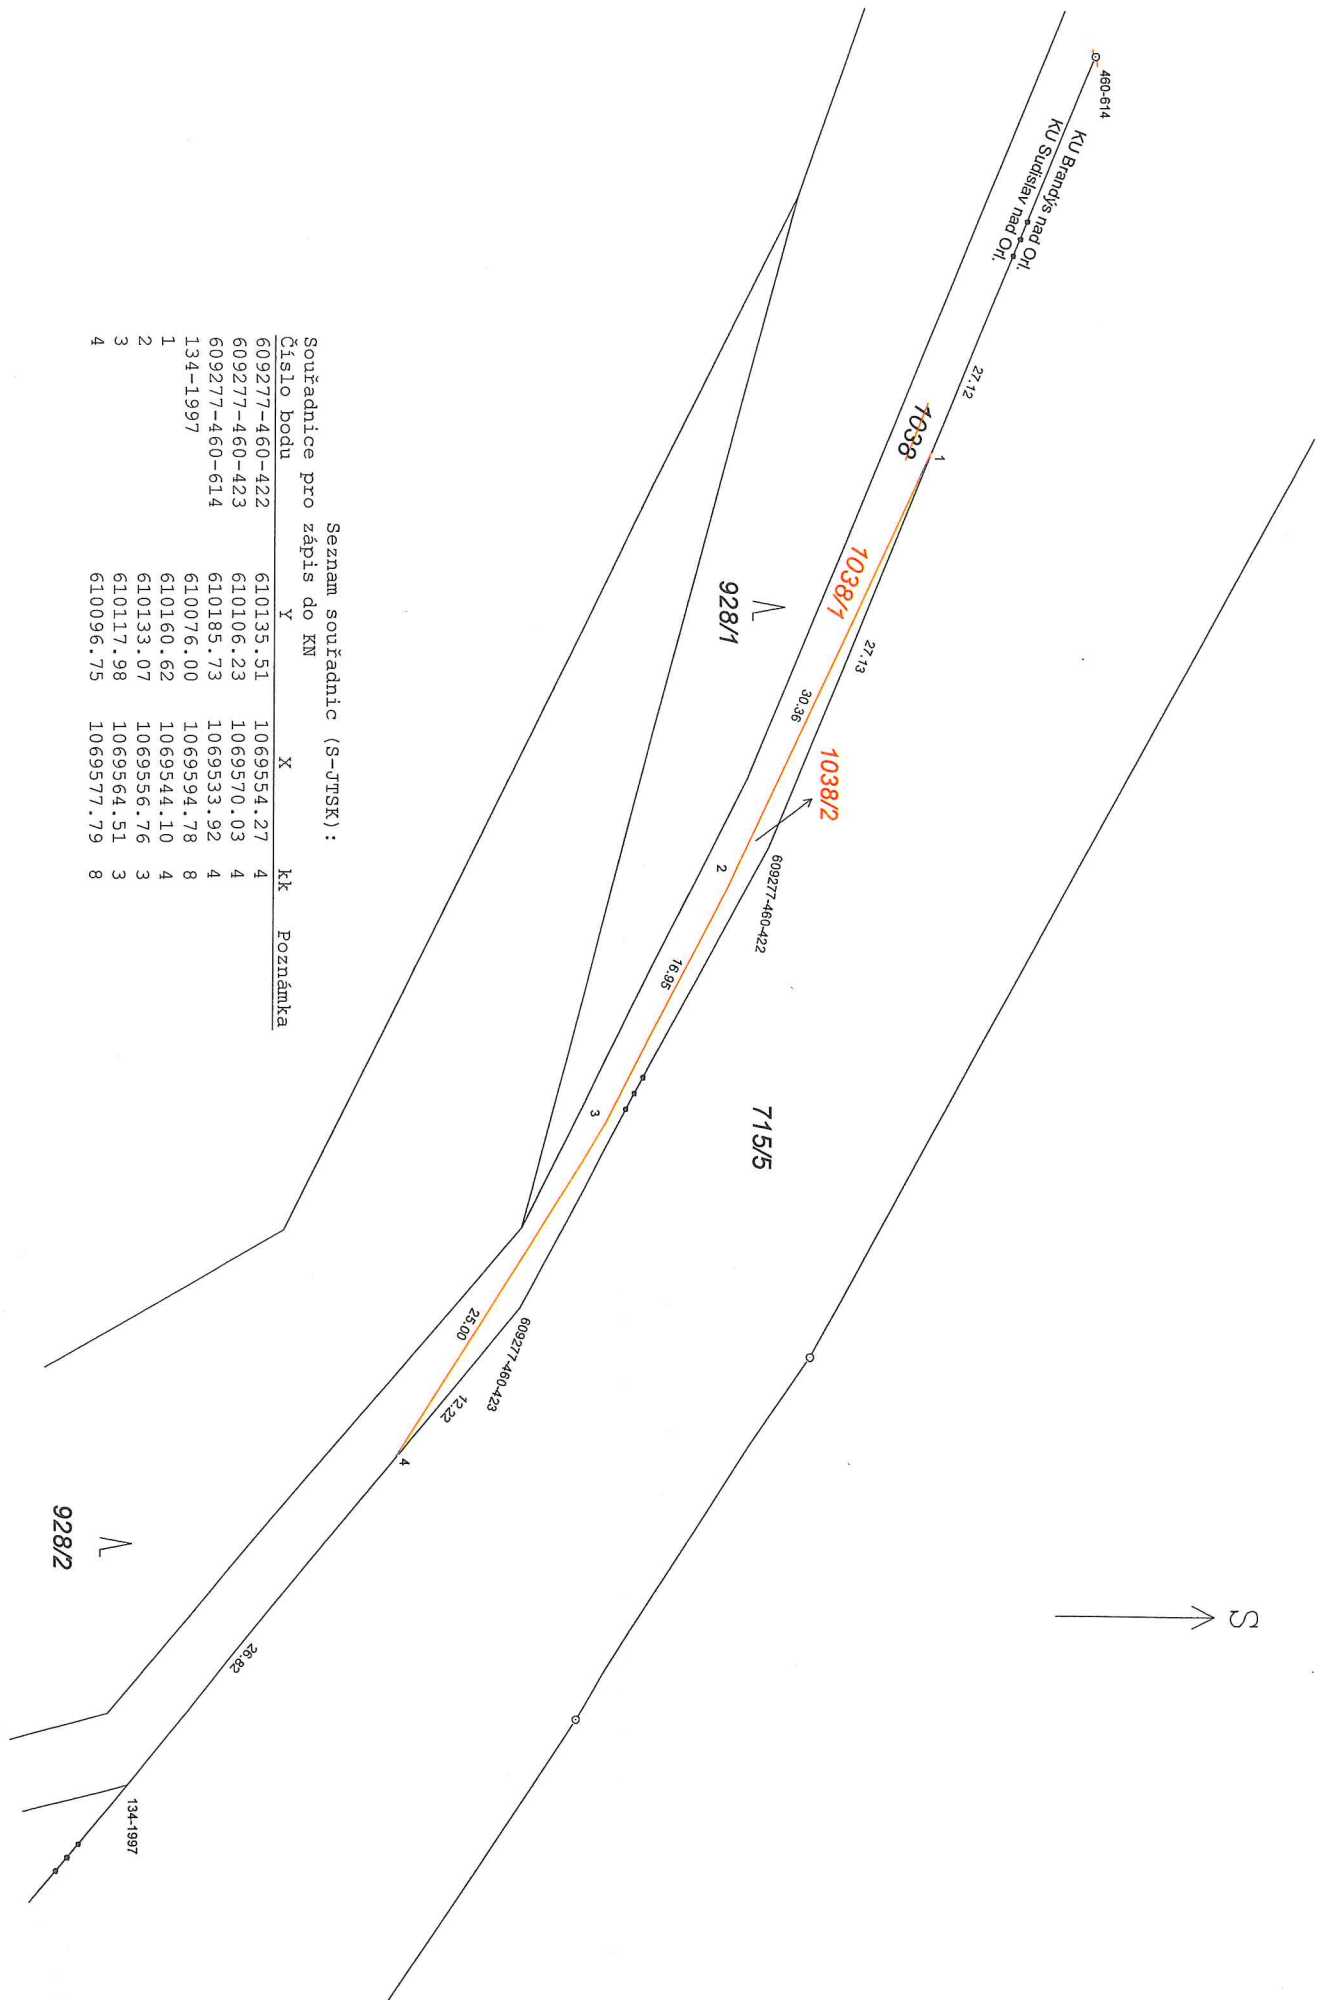 S
460-614
KÚ Brandýs nad Orl.
KÚ Sudislav nad Orl.
27.12
1038
1
1038/1
27.13
928/1
30.36
1038/2
2
609277-460-422
16.95
715/5
3
25.00
609277-460-423
12.22
4
928/2
26.82
134-1997
Seznam souřadnic (S-JTSK):
Souřadnice pro zápis do KN
Číslo bodu Y X kk Poznámka
609277-460-422 610135.51 1069554.27 4
609277-460-423 610106.23 1069570.03 4
609277-460-614 610185.73 1069533.92 4
134-1997 610076.00 1069594.78 8
1 610160.62 1069544.10 4
2 610133.07 1069556.76 3
3 610117.98 1069564.51 3
4 610096.75 1069577.79 8